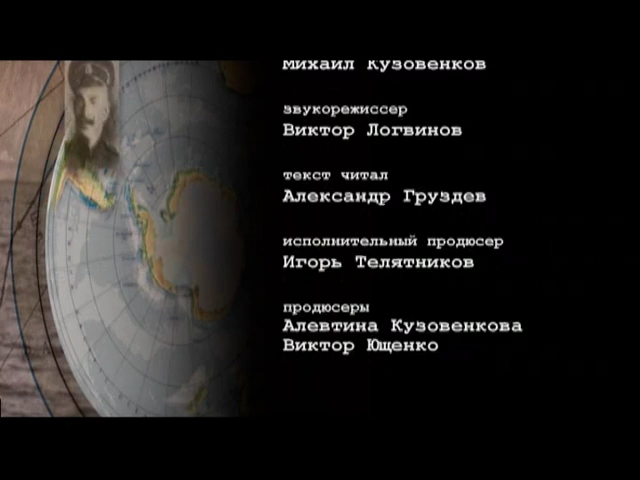 Михаил Кузовенков
звукорежиссер
Виктор Логвинов
текст читал
Александр Груздев
исполнительный продюсер
Игорь Телятников
продюсеры
Алевтина Кузовенкова
Виктор Ющенко